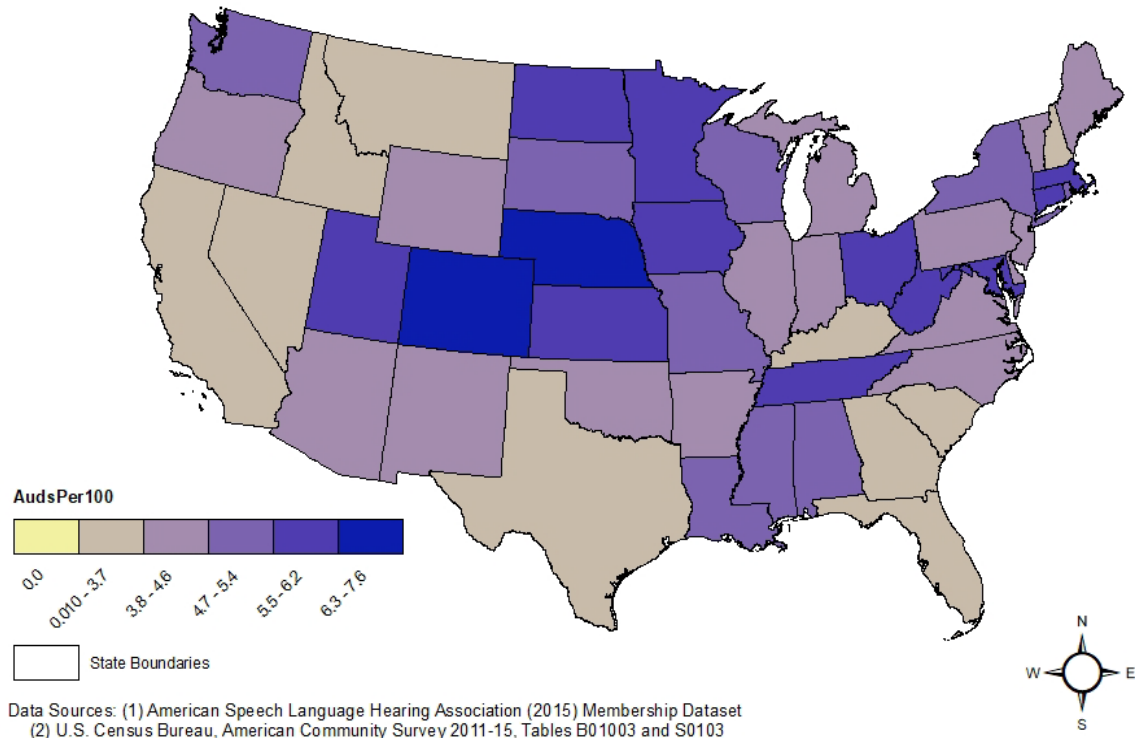 AudsPer100
0.0
0.010 - 3.7
3.8 - 4.6
4.7 - 5.4
5.5 - 6.2
6.3 - 7.6
State Boundaries
N
W
E
S
1
Data Sources: (1) American Speech Language Hearing Association (2015) Membership Dataset
(2) U.S. Census Bureau, American Community Survey 2011-15, Tables B01003 and S0103